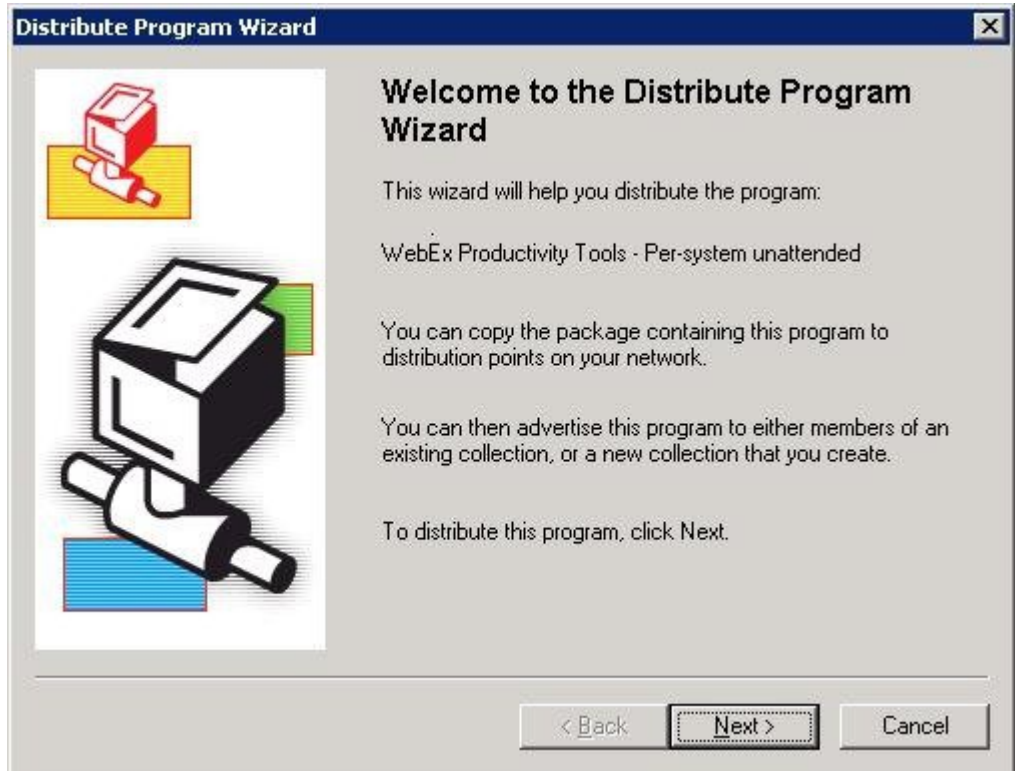 Distribute Program Wizard
Welcome to the Distribute Program
Wizard
This wizard will help you distribute the program:
WebEx Productivity Tools - Per-system unattended
You can copy the package containing this program to
distribution points on your network.
You can then advertise this program to either members of an
existing collection, or a new collection that you create.
To distribute this program, click Next.
< Back
Next >
Cancel